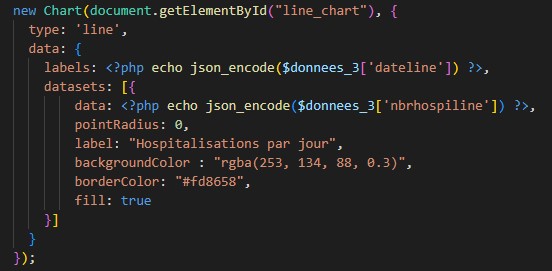 new Chart(document.getElementById("line_chart"), {
  type: 'line',
  data: {
    labels: <?php echo json_encode($donnees_3['dateline']) ?>,
    datasets: [{
        data: <?php echo json_encode($donnees_3['nbrhospiline']) ?>,
        pointRadius: 0,
        label: "Hospitalisations par jour",
        backgroundColor : "rgba(253, 134, 88, 0.3)",
        borderColor: "#fd8658",
        fill: true
    }]
  }
});